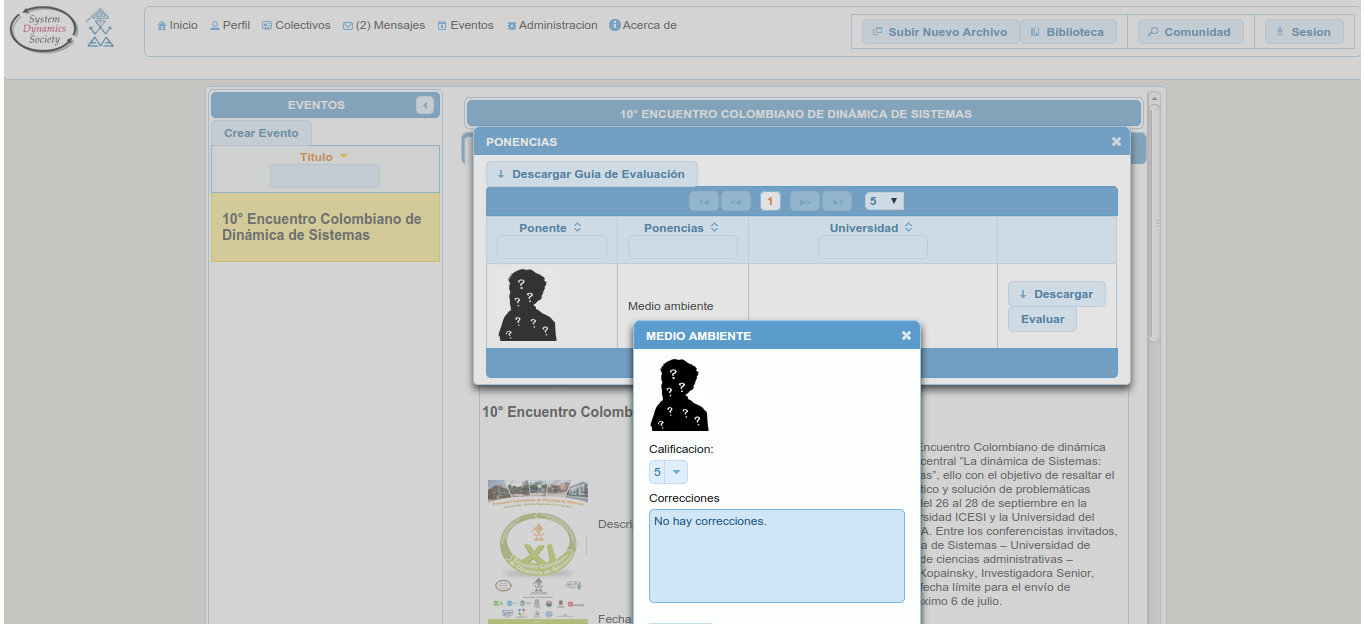 System
Dynamics
Society
Inicio Perfil Colectivos (2) Mensajes Eventos Administracion Acerca de
Subir Nuevo Archivo Biblioteca Comunidad Sesion
EVENTOS
Crear Evento
Título
10° Encuentro Colombiano de
Dinámica de Sistemas
10° ENCUENTRO COLOMBIANO DE DINÁMICA DE SISTEMAS
PONENCIAS
Descargar Guia de Evaluación
1 5
Ponente Ponencias Universidad
Medio ambiente
Descargar
Evaluar
MEDIO AMBIENTE
Calificacion:
5
Correcciones
No hay correcciones.
10° Encuentro Colomb
XI
Descri
Fecha
Encuentro Colombiano de dinámica
central "La dinámica de Sistemas:
as", ello con el objetivo de resaltar el
tico y solución de problemáticas
del 26 al 28 de septiembre en la
rsidad ICESI y la Universidad del
A. Entre los conferencistas invitados,
a de Sistemas – Universidad de
de ciencias administrativas –
Kopainsky, Investigadora Senior,
fecha límite para el envío de
ximo 6 de julio.